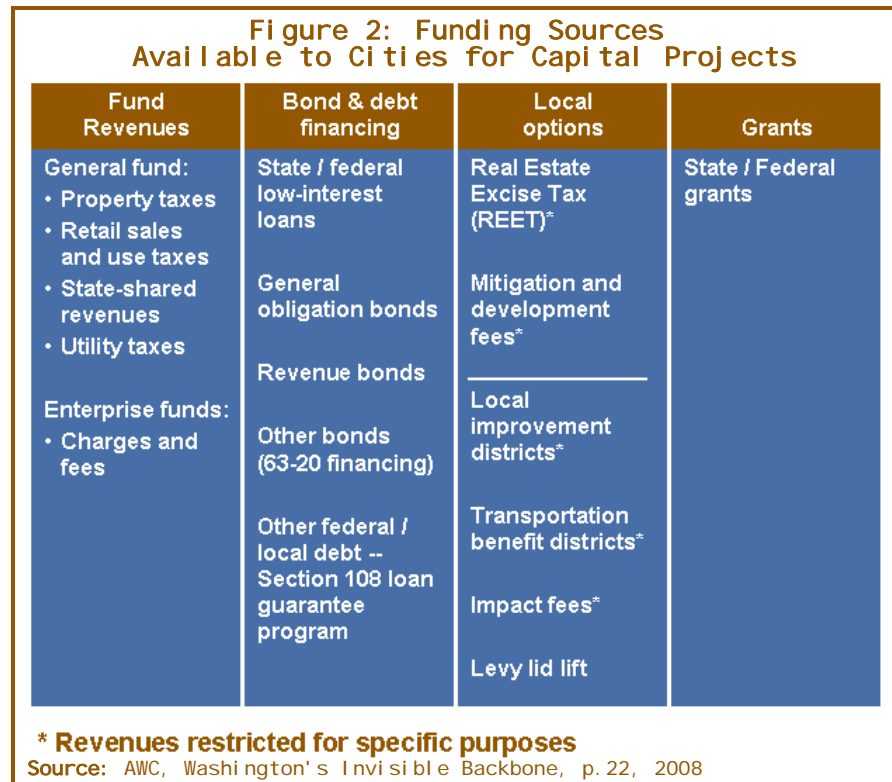 Figure 2: Funding Sources
Available to Cities for Capital Projects
Fund
Revenues
General fund:
• Property taxes
• Retail sales
and use taxes
• State-shared
revenues
• Utility taxes
Enterprise funds:
• Charges and
fees
Bond & debt
financing
State / federal
low-interest
loans
General
obligation bonds
Revenue bonds
Other bonds
(63-20 financing)
Other federal /
local debt --
Section 108 loan
guarantee
program
Local
options
Real Estate
Excise Tax
(REET)*
Mitigation and
development
fees*
Local
improvement
districts*
Transportation
benefit districts*
Impact fees*
Levy lid lift
Grants
State / Federal
grants
* Revenues restricted for specific purposes
Source: AWC, Washington's Invisible Backbone, p.22, 2008